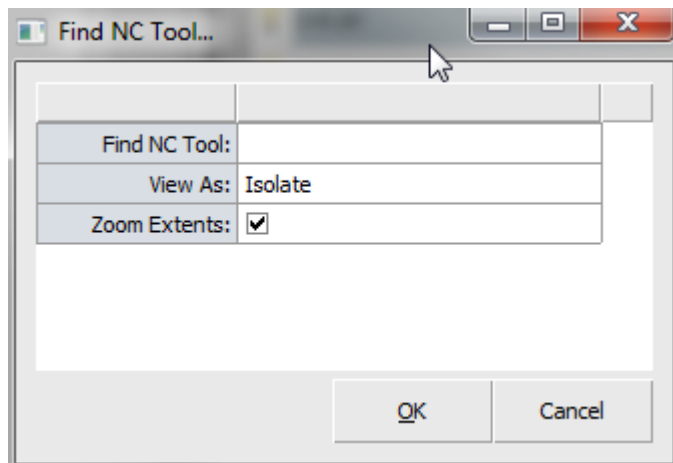 Find NC Tool...
Find NC Tool:
View As: Isolate
Zoom Extents:
OK Cancel